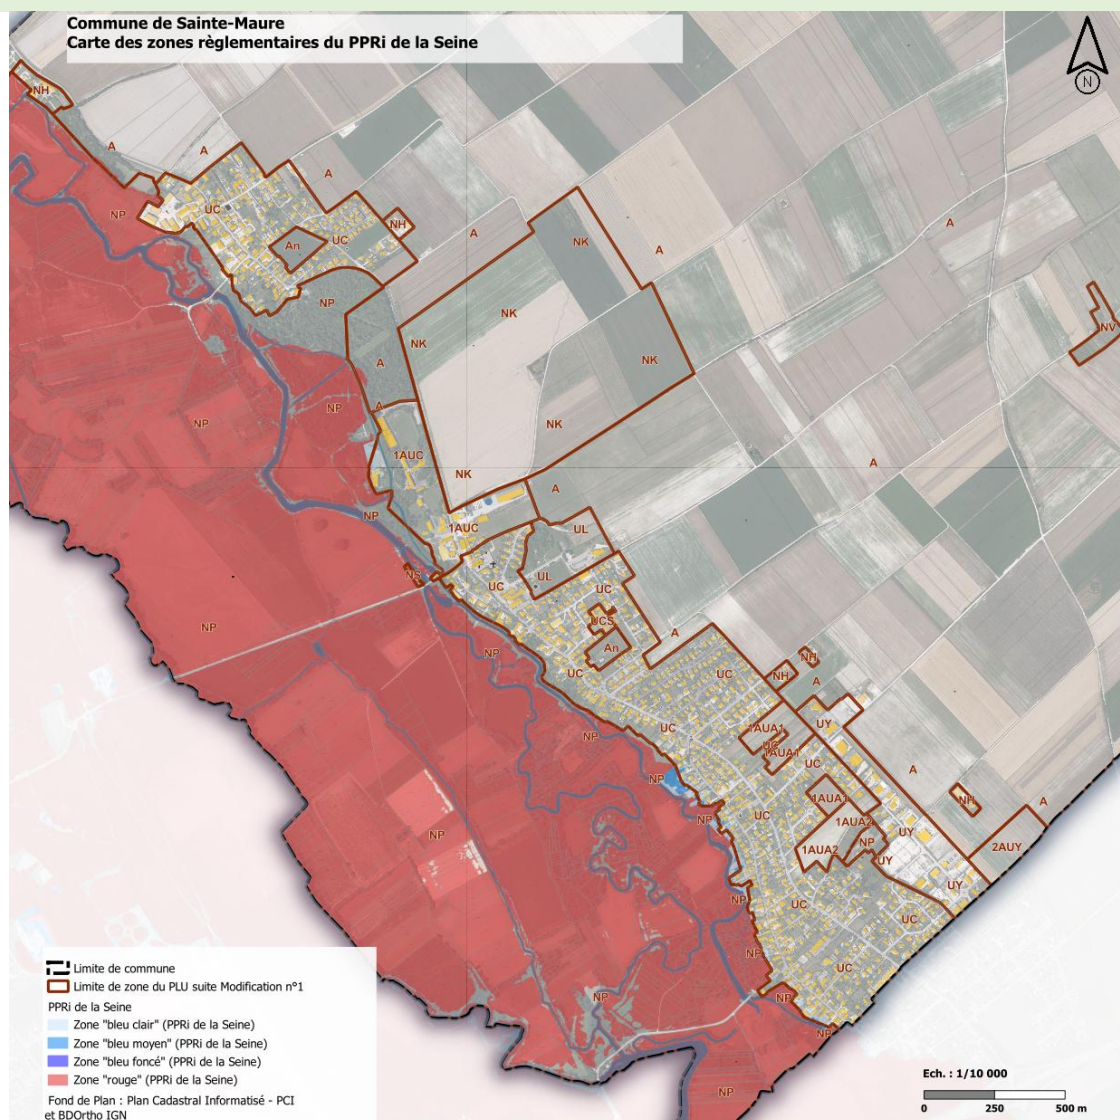 Commune de Sainte-Maure
Carte des zones règlementaires du PPRi de la Seine
N
NH
A
A
A
NP
UC
UC
NH
An
A
A
A
NK
NP
NK
NK
NV
A
NK
A
NP
NP
NK
1AUC
NK
A
A
NP
1AUC
UL
NS
UC
UL
UC
NP
UCS
An
A
NP
UC
UC
NH
NH
A
NP
UC
1AUA1
UY
UC
1AUA1
UC
A
NP
1AUA1
NH
A
NP
NP
UC
1AUA2
UY
1AUA2
NP
UY
2AUY
UY
NP
UC
UC
NP
UC
NP
NP
NP
NP
Limite de commune
Limite de zone du PLU suite Modification n°1
PPRi de la Seine
Zone "bleu clair" (PPRi de la Seine)
Zone "bleu moyen" (PPRi de la Seine)
Zone "bleu foncé" (PPRi de la Seine)
Zone "rouge" (PPRi de la Seine)
Fond de Plan : Plan Cadastral Informatisé - PCI
et BDOrtho IGN
Ech. : 1/10 000
0 250 500 m